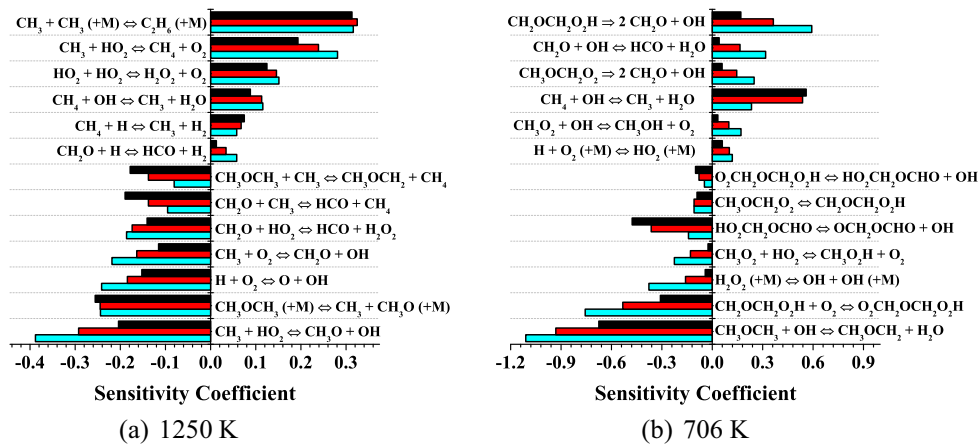 CH₃ + CH₃ (+M) ⇔ C₂H₆ (+M)
CH₃ + HO₂ ⇔ CH₄ + O₂
HO₂ + HO₂ ⇔ H₂O₂ + O₂
CH₄ + OH ⇔ CH₃ + H₂O
CH₄ + H ⇔ CH₃ + H₂
CH₂O + H ⇔ HCO + H₂
CH₃OCH₃ + CH₃ ⇔ CH₃OCH₂ + CH₄
CH₂O + CH₃ ⇔ HCO + CH₄
CH₂O + HO₂ ⇔ HCO + H₂O₂
CH₃ + O₂ ⇔ CH₂O + OH
H + O₂ ⇔ O + OH
CH₃OCH₃ (+M) ⇔ CH₃ + CH₃O (+M)
CH₃ + HO₂ ⇔ CH₃O + OH
-0.4 -0.3 -0.2 -0.1 0.0 0.1 0.2 0.3
Sensitivity Coefficient
(a) 1250 K
CH₂OCH₂O₂H ⇒ 2 CH₂O + OH
CH₂O + OH ⇔ HCO + H₂O
CH₃OCH₂O₂ ⇒ 2 CH₂O + OH
CH₄ + OH ⇔ CH₃ + H₂O
CH₃O₂ + OH ⇔ CH₃OH + O₂
H + O₂ (+M) ⇔ HO₂ (+M)
O₂CH₂OCH₂O₂H ⇔ HO₂CH₂OCHO + OH
CH₃OCH₂O₂ ⇔ CH₂OCH₂O₂H
HO₂CH₂OCHO ⇔ OCH₂OCHO + OH
CH₃O₂ + HO₂ ⇔ CH₃O₂H + O₂
H₂O₂ (+M) ⇔ OH + OH (+M)
CH₂OCH₂O₂H + O₂ ⇔ O₂CH₂OCH₂O₂H
CH₃OCH₃ + OH ⇔ CH₃OCH₂ + H₂O
-1.2 -0.9 -0.6 -0.3 0.0 0.3 0.6 0.9
Sensitivity Coefficient
(b) 706 K